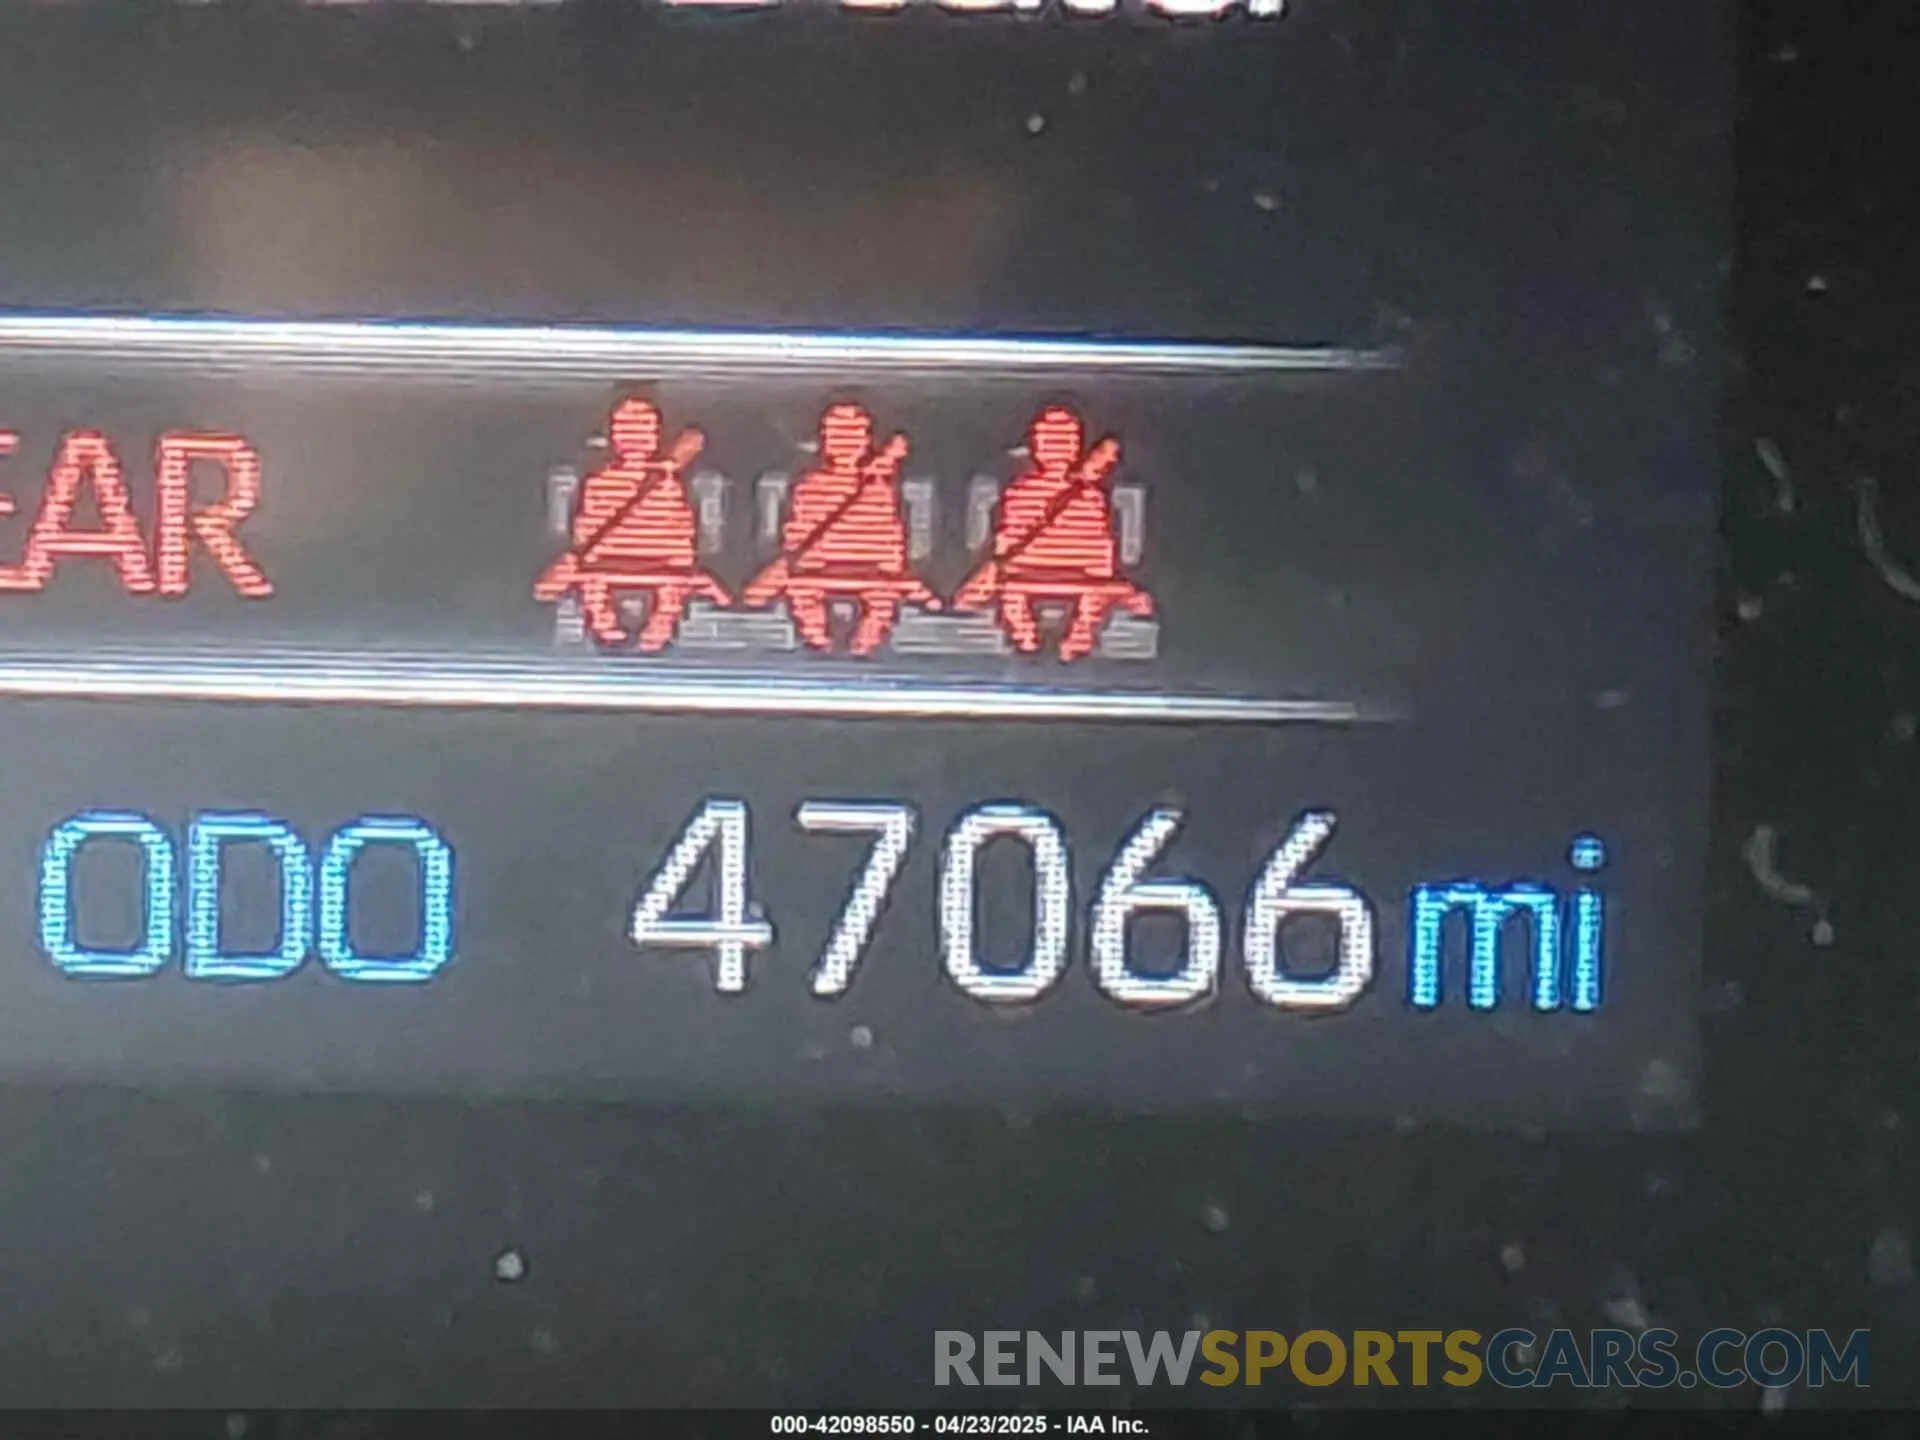 EAR
ODO 47066mi
RENEWSPORTSCARS.COM
000-42098550 - 04/23/2025 - IAA Inc.